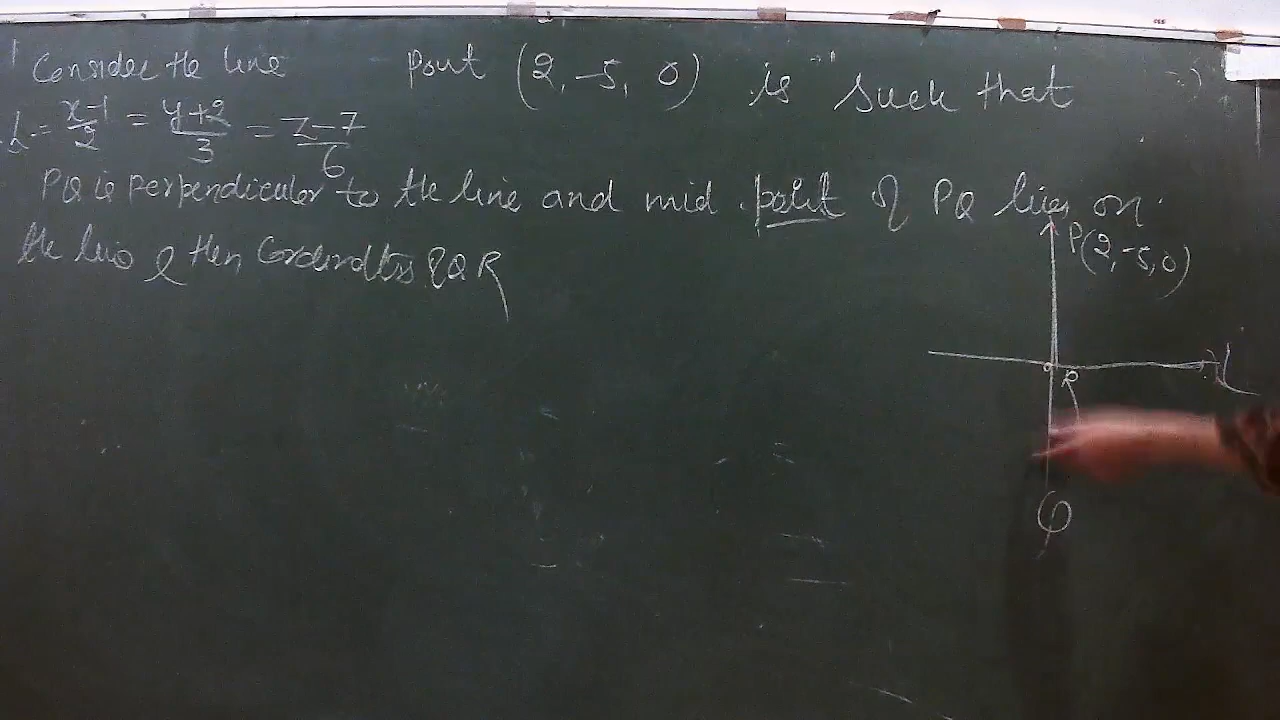 Consider the line
Point (2, -5, 0) is such that
L = x-1/2 = y+2/3 = z-7/6
PQ is perpendicular to the line and mid point of PQ lies on
the line l then Coordinates of Q R
P(2,-5,0)
L
R
Q